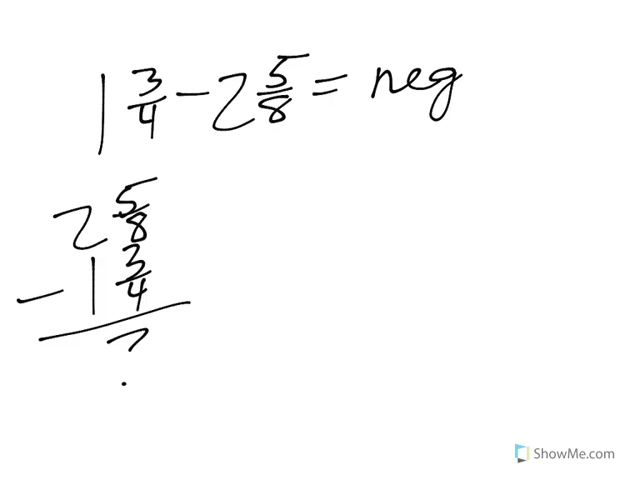 1 3/4 - 2 5/8 = neg
2 5/8
- 1 3/4
?
ShowMe.com